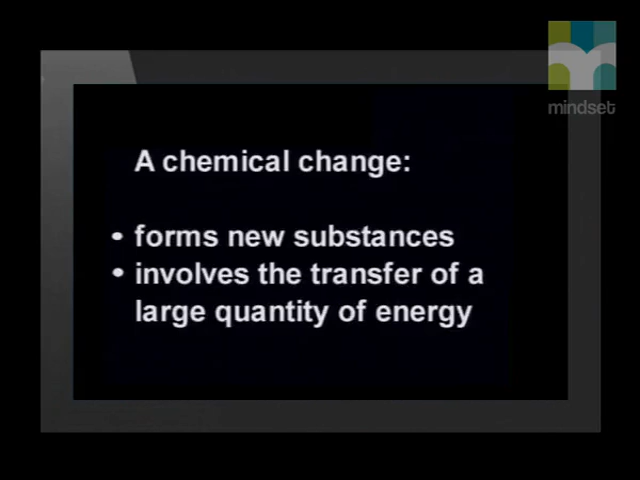 mindset
A chemical change:
• forms new substances
• involves the transfer of a
large quantity of energy